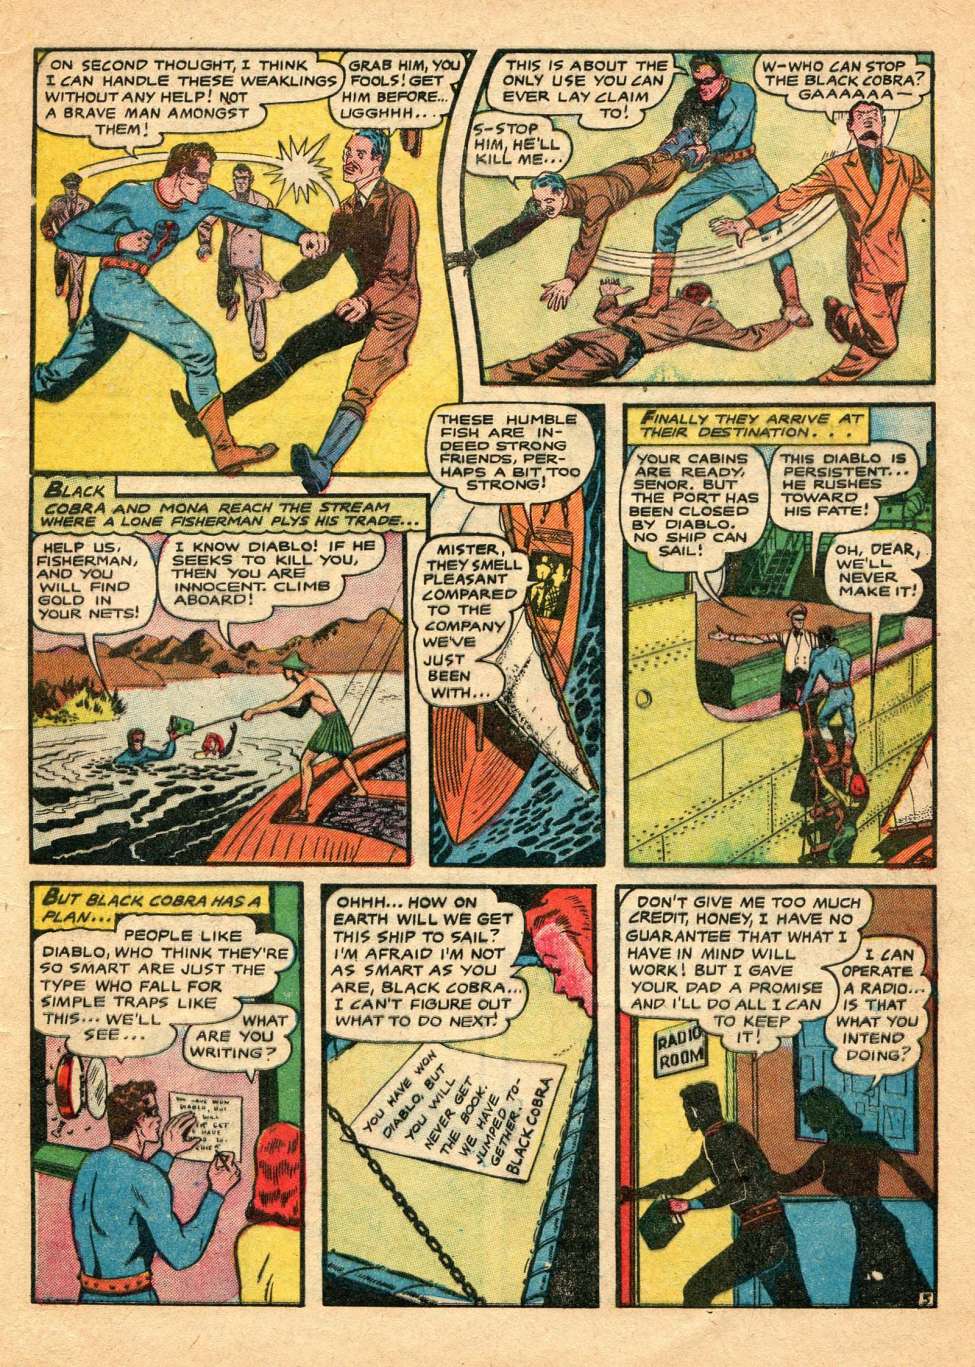 ON SECOND THOUGHT, I THINK
I CAN HANDLE THESE WEAKLINGS
WITHOUT ANY HELP! NOT
A BRAVE MAN AMONGST
THEM!
GRAB HIM, YOU
FOOLS! GET
HIM BEFORE...
UGGHHH...
THIS IS ABOUT THE
ONLY USE YOU CAN
EVER LAY CLAIM
TO!
S-STOP
HIM, HE'LL
KILL ME...
W-WHO CAN STOP
THE BLACK COBRA?
GAAAAAA—
BLACK
COBRA AND MONA REACH THE STREAM
WHERE A LONE FISHERMAN PLYS HIS TRADE...
HELP US,
FISHERMAN,
AND YOU
WILL FIND
GOLD IN
YOUR NETS!
I KNOW DIABLO! IF HE
SEEKS TO KILL YOU,
THEN YOU ARE
INNOCENT. CLIMB
ABOARD!
THESE HUMBLE
FISH ARE IN-
DEED STRONG
FRIENDS, PER-
HAPS A BIT TOO
STRONG!
MISTER,
THEY SMELL
PLEASANT
COMPARED
TO THE
COMPANY
WE'VE
JUST
BEEN
WITH...
FINALLY THEY ARRIVE AT
THEIR DESTINATION...
YOUR CABINS
ARE READY,
SENOR. BUT
THE PORT HAS
BEEN CLOSED
BY DIABLO.
NO SHIP CAN
SAIL!
THIS DIABLO IS
PERSISTENT...
HE RUSHES
TOWARD
HIS FATE!
OH, DEAR,
WE'LL
NEVER
MAKE IT!
BUT BLACK COBRA HAS A
PLAN...
PEOPLE LIKE
DIABLO, WHO THINK THEY'RE
SO SMART ARE JUST THE
TYPE WHO FALL FOR
SIMPLE TRAPS LIKE
THIS... WE'LL
SEE...
WHAT
ARE YOU
WRITING?
YOU HAVE WON
DIABLO, BUT
WILL
GET
HAVE
OHHH... HOW ON
EARTH WILL WE GET
THIS SHIP TO SAIL?
I'M AFRAID I'M NOT
AS SMART AS YOU
ARE, BLACK COBRA...
I CAN'T FIGURE OUT
WHAT TO DO NEXT!
YOU HAVE WON
DIABLO, BUT
YOU WILL
NEVER GET
THE BOOK.
WE HAVE
JUMPED TO-
GETHER..
BLACK COBRA
DON'T GIVE ME TOO MUCH
CREDIT, HONEY, I HAVE NO
GUARANTEE THAT WHAT I
HAVE IN MIND WILL
WORK! BUT I GAVE
YOUR DAD A PROMISE
AND I'LL DO ALL I CAN
TO KEEP
IT!
I CAN
OPERATE
A RADIO...
IS THAT
WHAT YOU
INTEND
DOING?
RADIO
ROOM
5